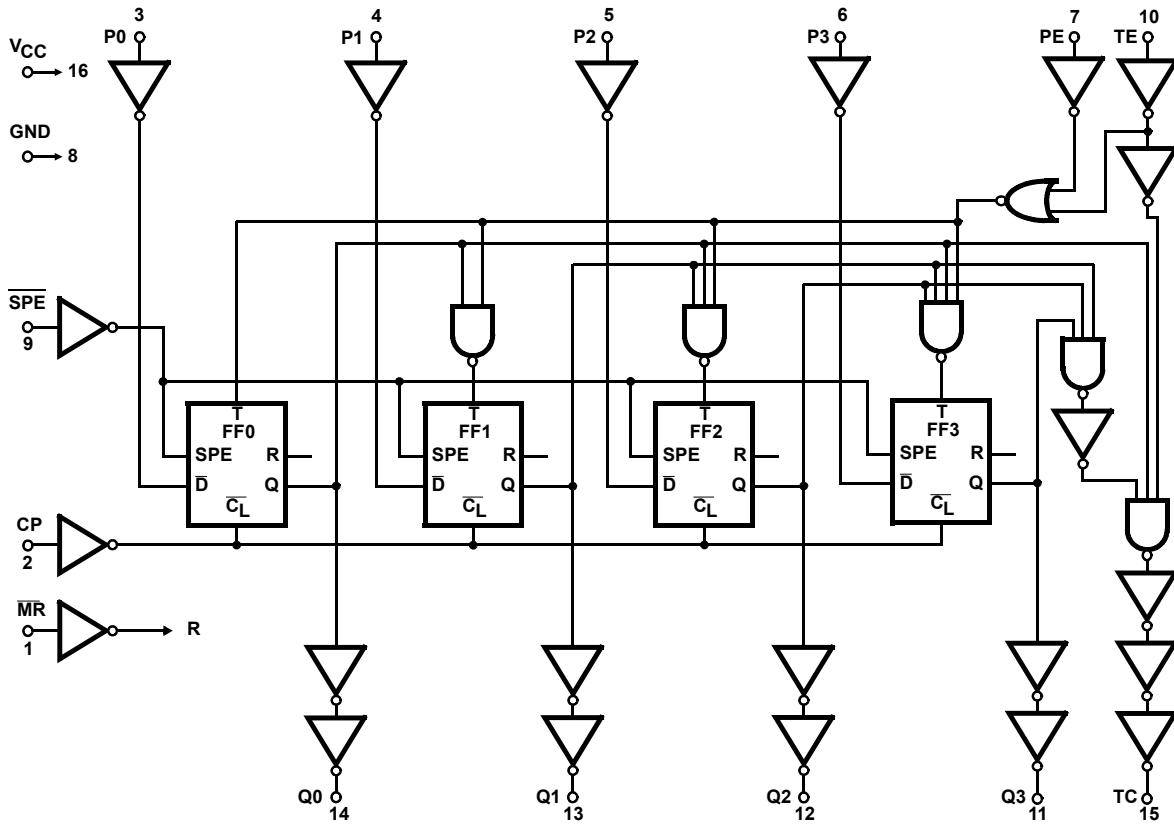 3 4 5 6 7 10
P0 P1 P2 P3 PE TE
VCC
16
GND
8
SPE
9
T T T T
FF0 FF1 FF2 FF3
SPE R SPE R SPE R SPE R
D Q D Q D Q D Q
CL CL CL CL
CP
2
MR
1
R
Q0 Q1 Q2 Q3 TC
14 13 12 11 15